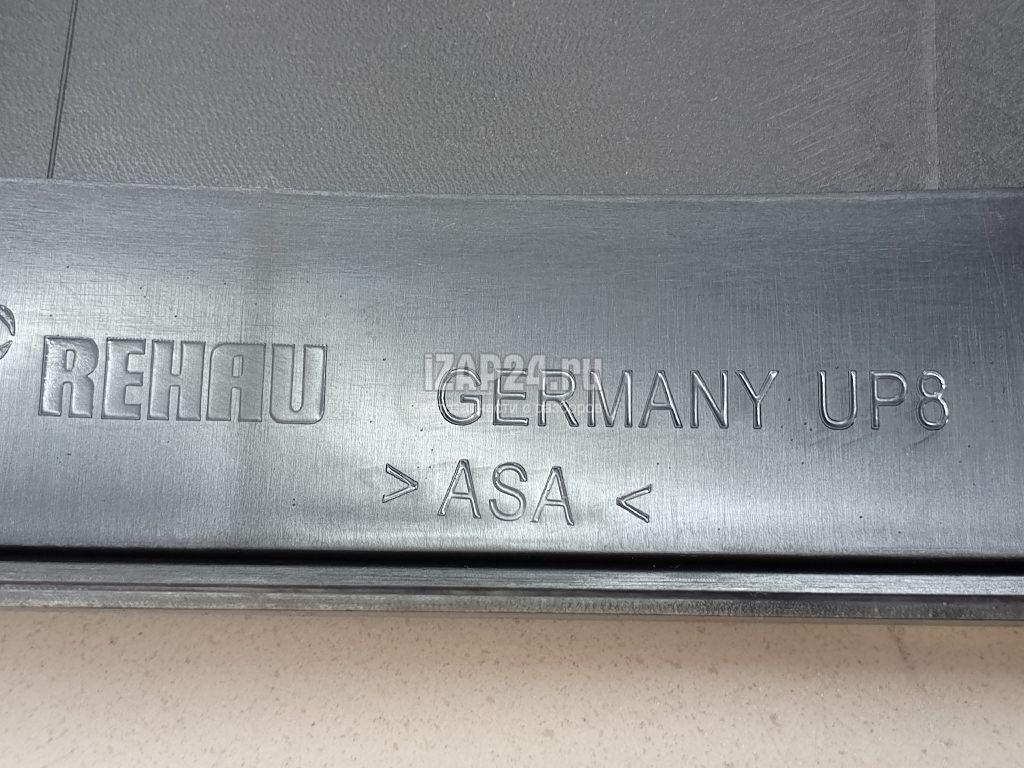 REHAU GERMANY UP8
> ASA <
iZAP24.ru